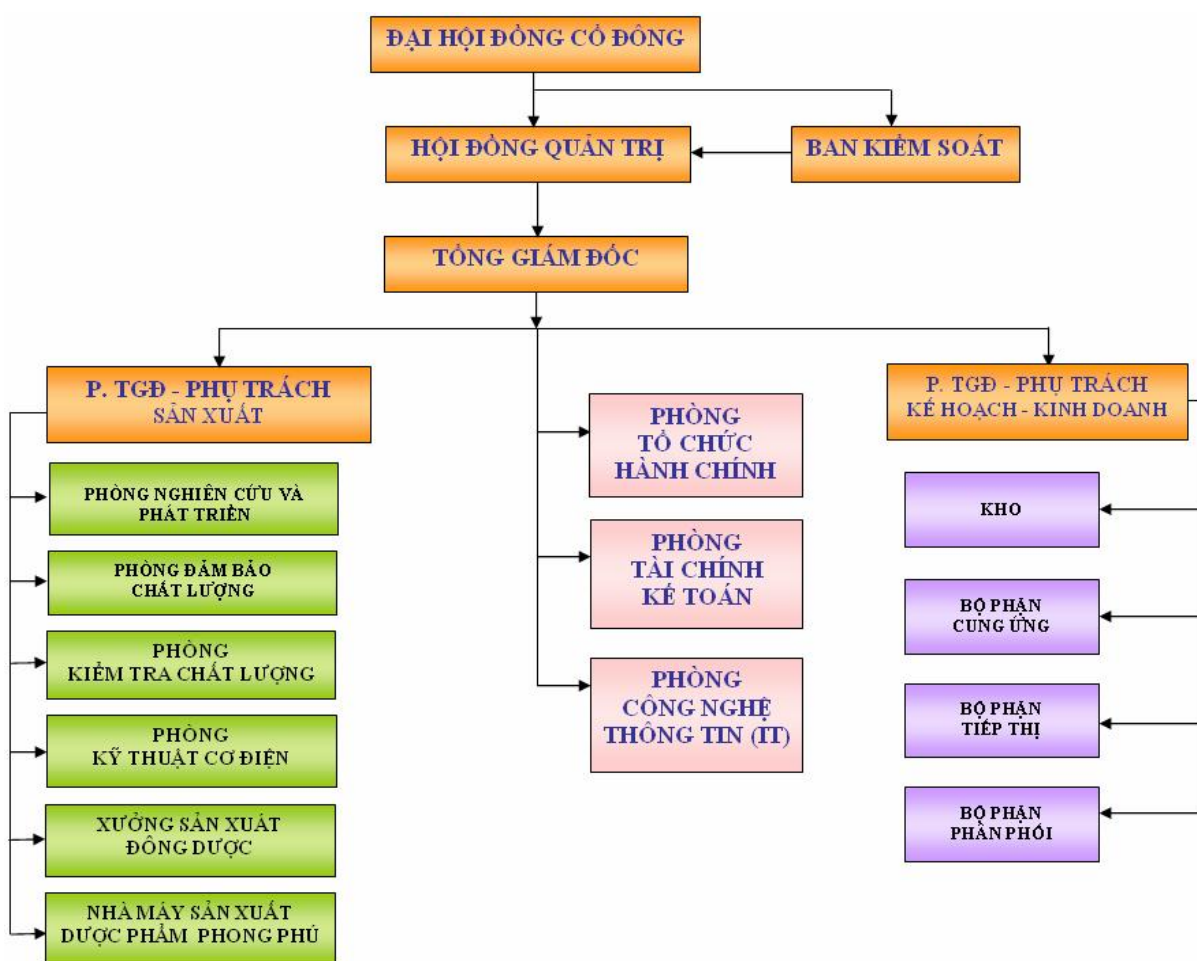 ĐẠI HỘI ĐỒNG CỔ ĐÔNG
HỘI ĐỒNG QUẢN TRỊ
BAN KIỂM SOÁT
TỔNG GIÁM ĐỐC
P. TGĐ - PHỤ TRÁCH
SẢN XUẤT
PHÒNG NGHIÊN CỨU VÀ
PHÁT TRIỂN
PHÒNG ĐẢM BẢO
CHẤT LƯỢNG
PHÒNG
KIỂM TRA CHẤT LƯỢNG
PHÒNG
KỸ THUẬT CƠ ĐIỆN
XƯỞNG SẢN XUẤT
ĐÔNG DƯỢC
NHÀ MÁY SẢN XUẤT
DƯỢC PHẨM PHONG PHÚ
PHÒNG
TỔ CHỨC
HÀNH CHÍNH
PHÒNG
TÀI CHÍNH
KẾ TOÁN
PHÒNG
CÔNG NGHỆ
THÔNG TIN (IT)
P. TGĐ - PHỤ TRÁCH
KẾ HOẠCH - KINH DOANH
KHO
BỘ PHẬN
CUNG ỨNG
BỘ PHẬN
TIẾP THỊ
BỘ PHẬN
PHÂN PHỐI